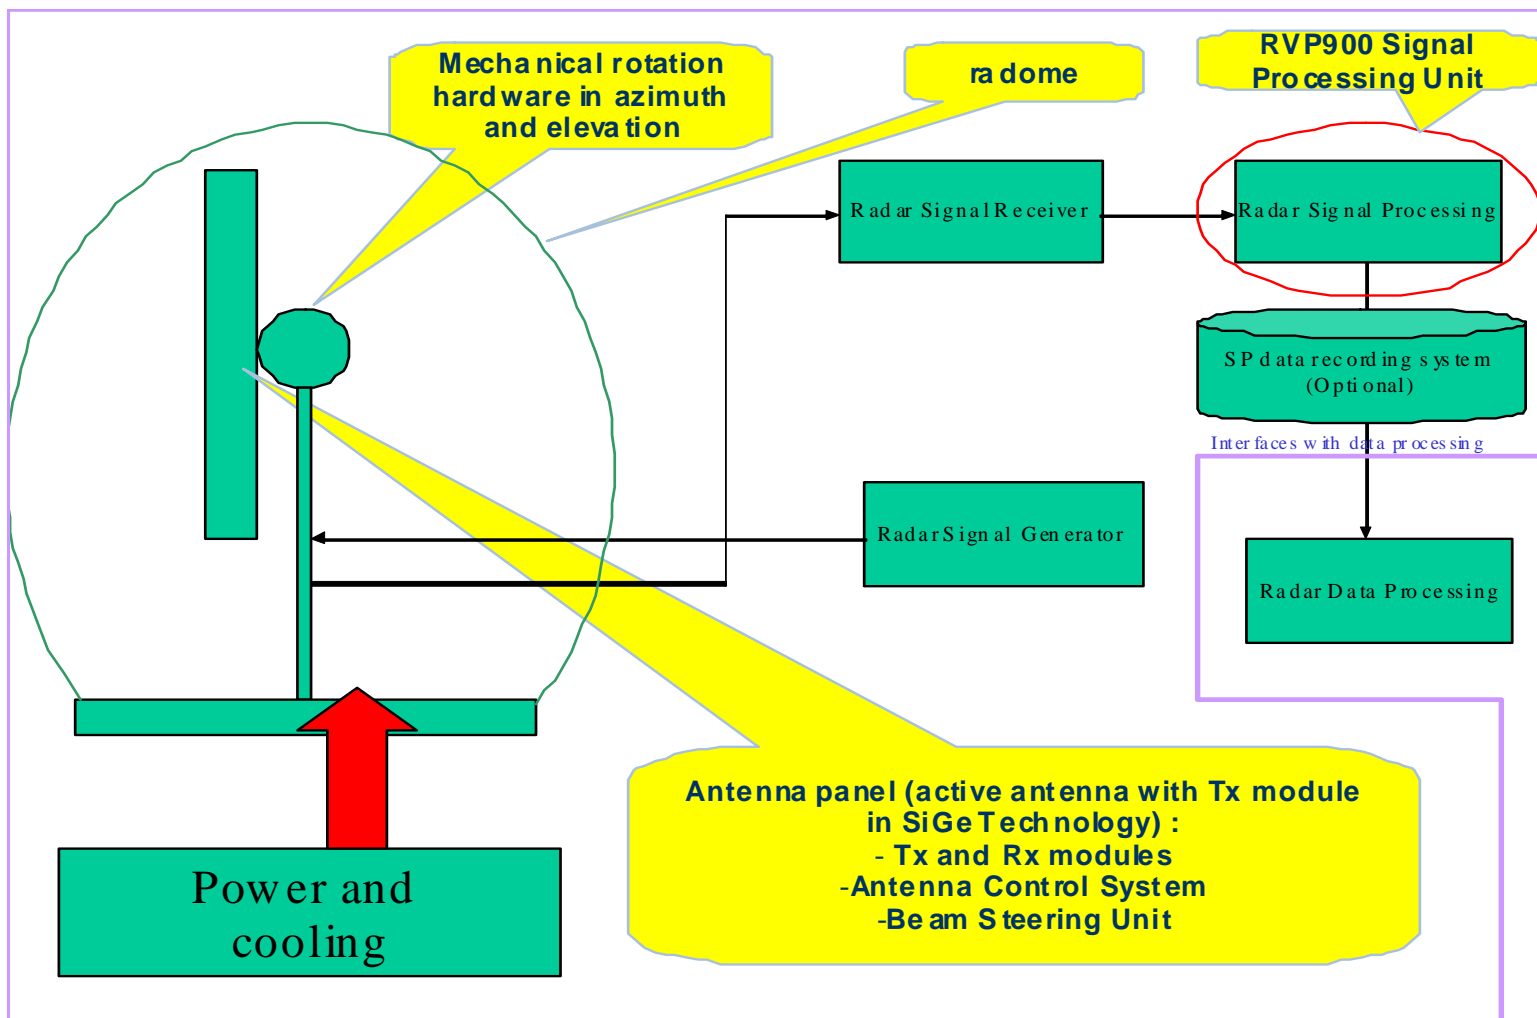 Mechanical rotation
hardware in azimuth
and elevation
radome
RVP900 Signal
Processing Unit
Radar Signal Receiver
Radar Signal Processing
SP data recording system
(Optional)
Interfaces with data processing
Radar Signal Generator
Radar Data Processing
Antenna panel (active antenna with Tx module
in SiGe Technology) :
- Tx and Rx modules
-Antenna Control System
-Beam Steering Unit
Power and
cooling